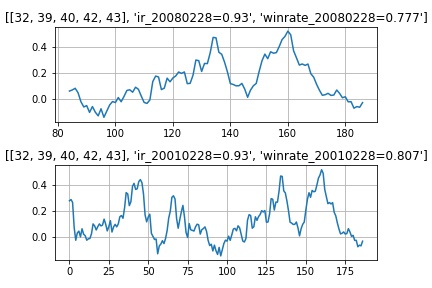 [[32, 39, 40, 42, 43], 'ir_20080228=0.93', 'winrate_20080228=0.777']
0.4
0.2
0.0
80 100 120 140 160 180
[[32, 39, 40, 42, 43], 'ir_20010228=0.93', 'winrate_20010228=0.807']
0.4
0.2
0.0
0 25 50 75 100 125 150 175